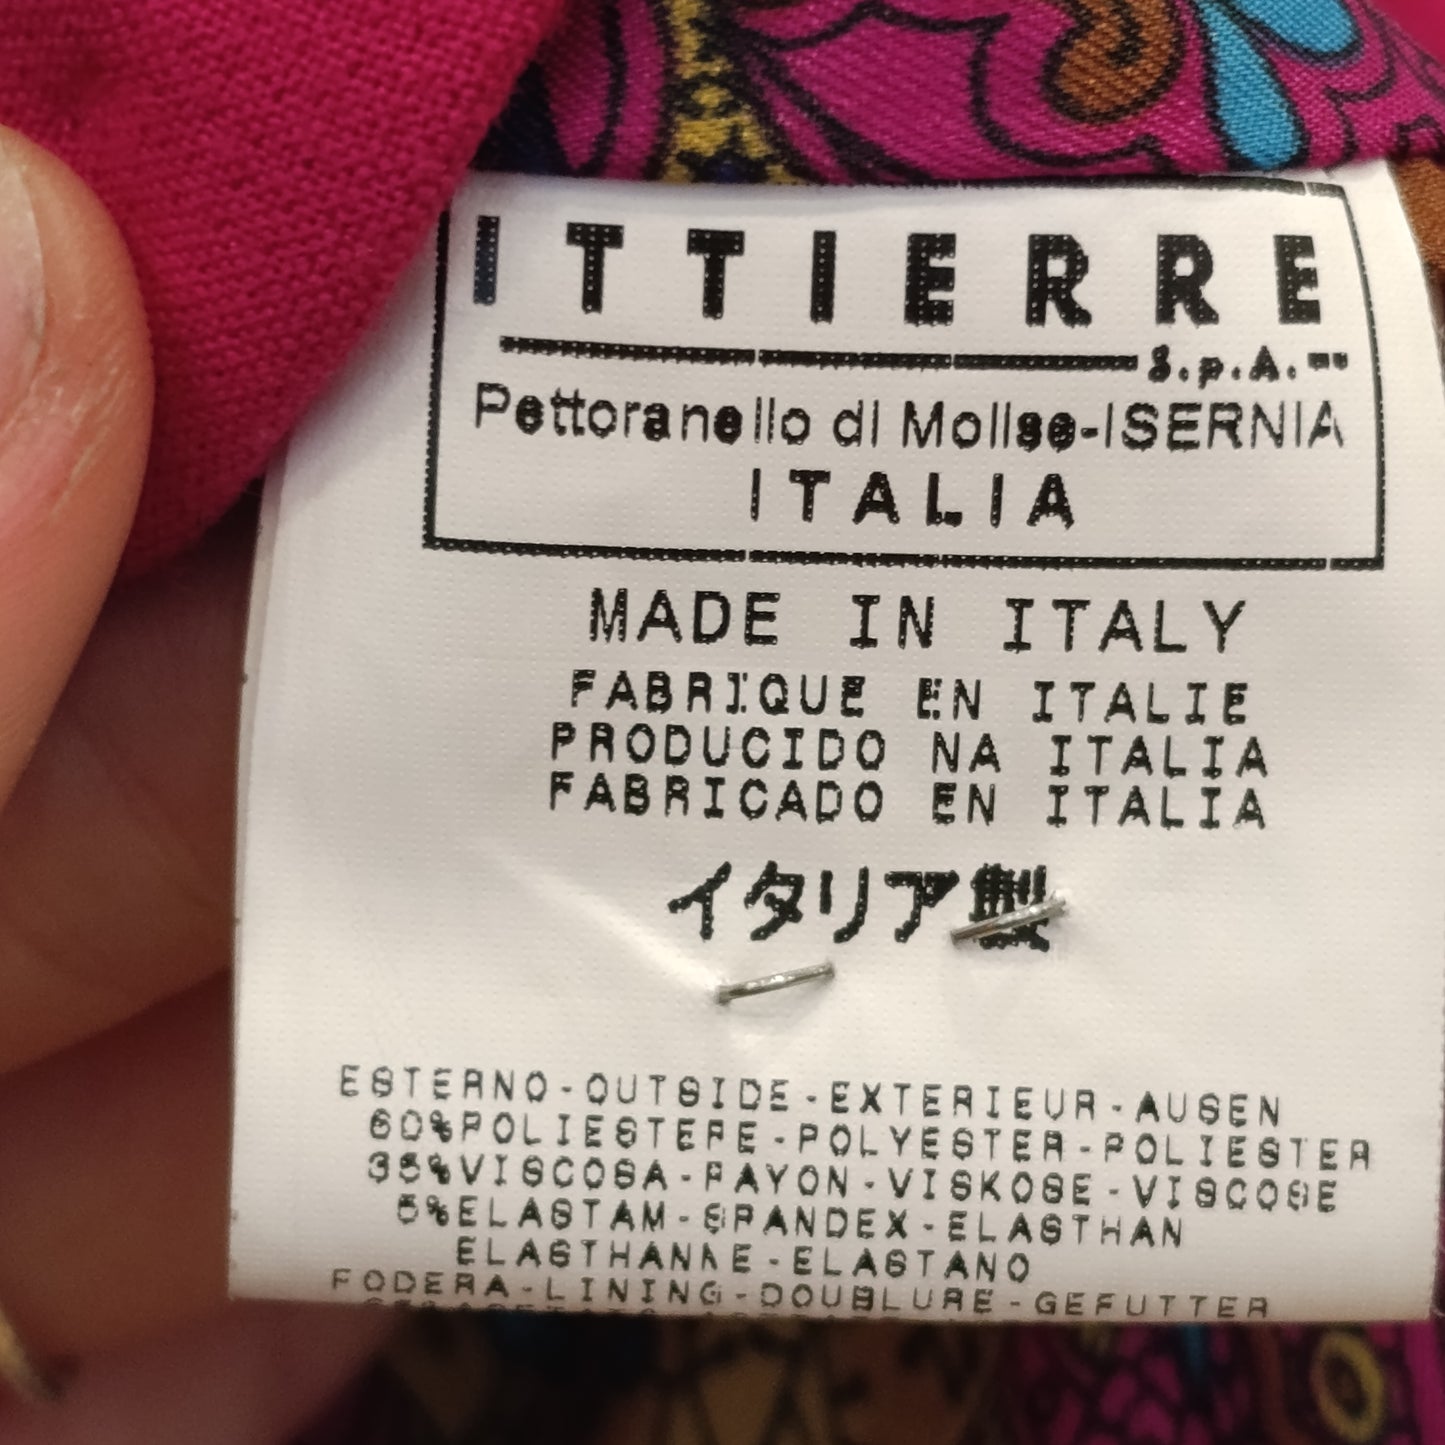 ITTIERRE
S.p.A.
Pettoranello di Molise-ISERNIA
ITALIA
MADE IN ITALY
FABRIQUE EN ITALIE
PRODUCIDO NA ITALIA
FABRICADO EN ITALIA
イタリア製
ESTERNO-OUTSIDE-EXTERIEUR-AUSEN
60%POLIESTERE-POLYESTER-POLIESTER
35%VISCOSA-RAYON-VISKOSE-VISCOSE
5%ELASTAM-SPANDEX-ELASTHAN
ELASTHANNE-ELASTANO
FODERA-LINING-DOUBLURE-GEFUTTER